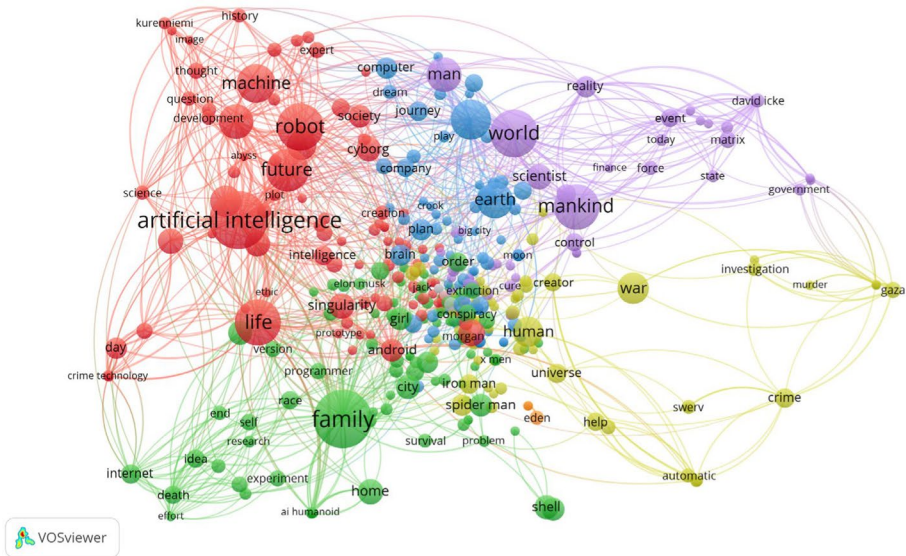 kurenniemi
history
image
expert
thought
computer
man
machine
dream
reality
question
david icke
development
journey
society
event
robot
play
world
today
matrix
abyss
cyborg
future
company
scientist
finance
force
state
science
plot
earth
government
creation
crook
mankind
artificial intelligence
plan
big city
control
intelligence
brain
moon
order
investigation
elon musk
ethic
jack
extinction
cure
creator
war
murder
gaza
singularity
life
girl
conspiracy
prototype
morgan
human
day
version
android
x men
crime technology
programmer
universe
city
iron man
race
crime
end
self
family
spider man
swerv
eden
help
research
survival
problem
idea
internet
experiment
automatic
death
home
effort
ai humanoid
shell
VOSviewer